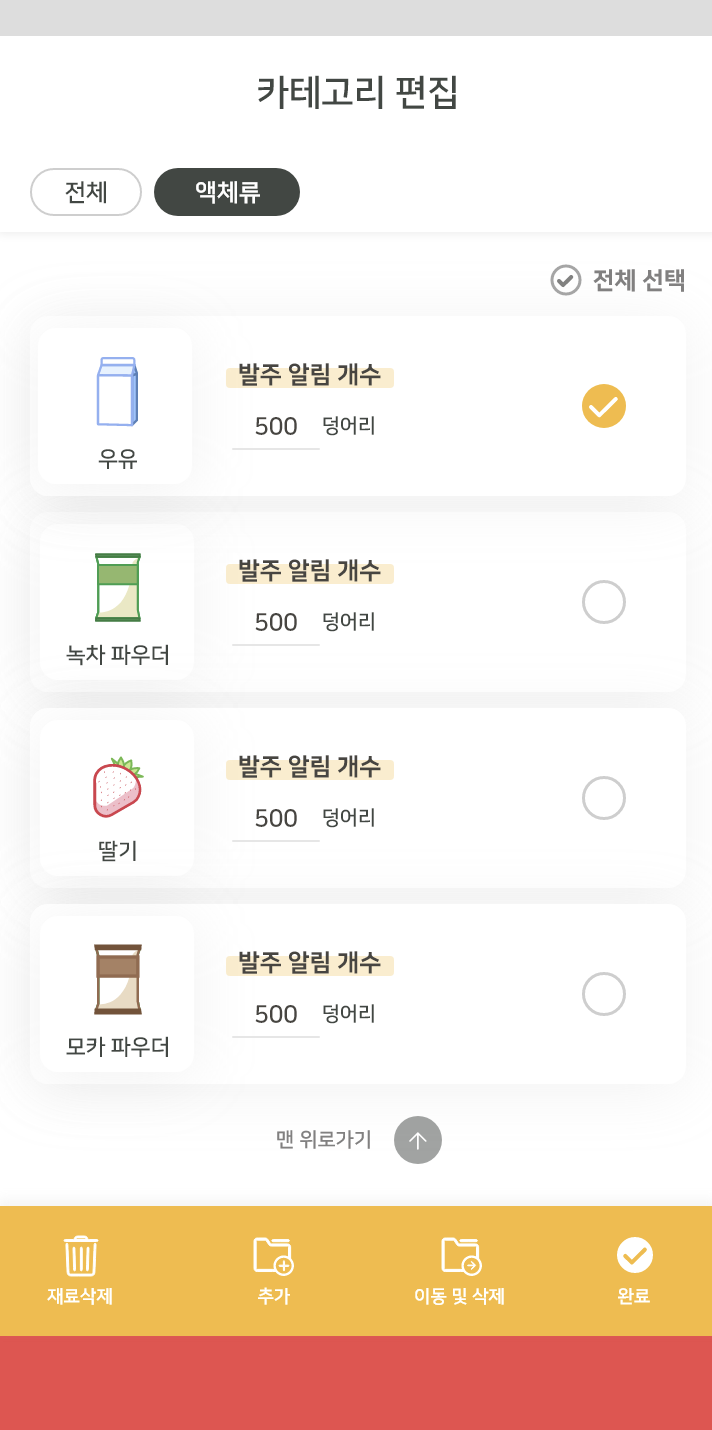 카테고리 편집
전체
액체류
전체 선택
발주 알림 개수
500 덩어리
우유
발주 알림 개수
500 덩어리
녹차 파우더
발주 알림 개수
500 덩어리
딸기
발주 알림 개수
500 덩어리
모카 파우더
맨 위로가기
재료삭제
추가
이동 및 삭제
완료